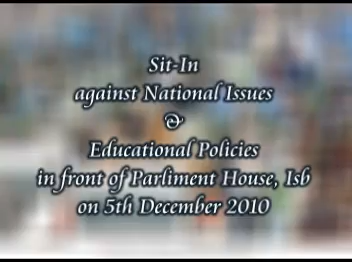 Sit-In
against National Issues
&
Educational Policies
in front of Parliment House, Isb
on 5th December 2010